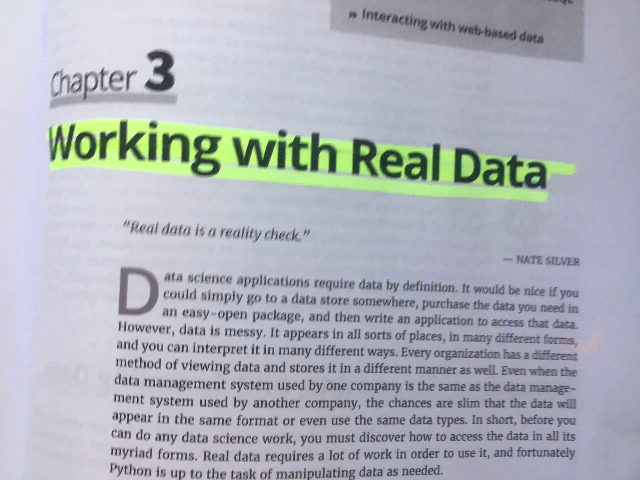 » Interacting with web-based data
Chapter 3
Working with Real Data
“Real data is a reality check.”
— NATE SILVER
Data science applications require data by definition. It would be nice if you
could simply go to a data store somewhere, purchase the data you need in
an easy-open package, and then write an application to access that data.
However, data is messy. It appears in all sorts of places, in many different forms,
and you can interpret it in many different ways. Every organization has a different
method of viewing data and stores it in a different manner as well. Even when the
data management system used by one company is the same as the data manage-
ment system used by another company, the chances are slim that the data will
appear in the same format or even use the same data types. In short, before you
can do any data science work, you must discover how to access the data in all its
myriad forms. Real data requires a lot of work in order to use it, and fortunately
Python is up to the task of manipulating data as needed.